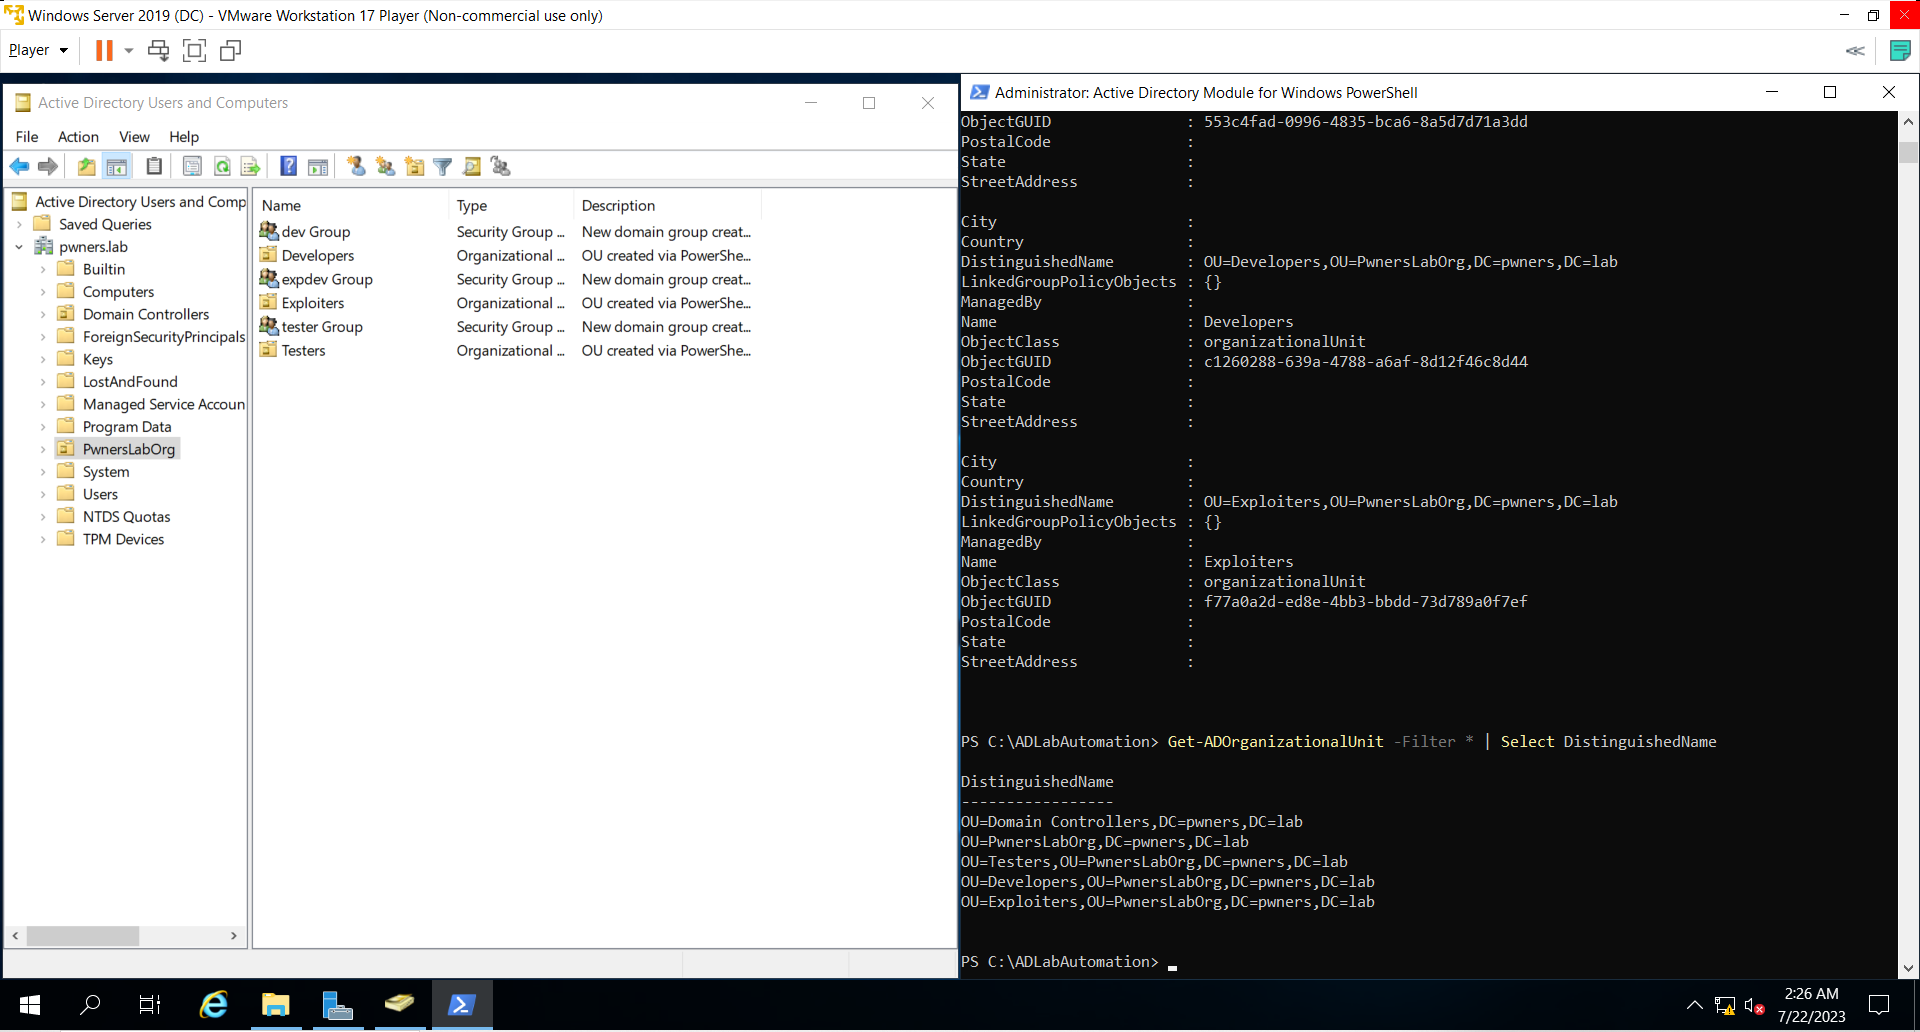 Windows Server 2019 (DC) - VMware Workstation 17 Player (Non-commercial use only)
Player
Active Directory Users and Computers
File Action View Help
Active Directory Users and Comp
Saved Queries
pwners.lab
Builtin
Computers
Domain Controllers
ForeignSecurityPrincipals
Keys
LostAndFound
Managed Service Accoun
Program Data
PwnersLabOrg
System
Users
NTDS Quotas
TPM Devices
Name Type Description
dev Group Security Group ... New domain group creat...
Developers Organizational ... OU created via PowerShe...
expdev Group Security Group ... New domain group creat...
Exploiters Organizational ... OU created via PowerShe...
tester Group Security Group ... New domain group creat...
Testers Organizational ... OU created via PowerShe...
Administrator: Active Directory Module for Windows PowerShell
ObjectGUID : 553c4fad-0996-4835-bca6-8a5d7d71a3dd
PostalCode :
State :
StreetAddress :
City :
Country :
DistinguishedName : OU=Developers,OU=PwnersLabOrg,DC=pwners,DC=lab
LinkedGroupPolicyObjects : {}
ManagedBy :
Name : Developers
ObjectClass : organizationalUnit
ObjectGUID : c1260288-639a-4788-a6af-8d12f46c8d44
PostalCode :
State :
StreetAddress :
City :
Country :
DistinguishedName : OU=Exploiters,OU=PwnersLabOrg,DC=pwners,DC=lab
LinkedGroupPolicyObjects : {}
ManagedBy :
Name : Exploiters
ObjectClass : organizationalUnit
ObjectGUID : f77a0a2d-ed8e-4bb3-bbdd-73d789a0f7ef
PostalCode :
State :
StreetAddress :
PS C:\ADLabAutomation> Get-ADOrganizationalUnit -Filter * | Select DistinguishedName
DistinguishedName
-----------------
OU=Domain Controllers,DC=pwners,DC=lab
OU=PwnersLabOrg,DC=pwners,DC=lab
OU=Testers,OU=PwnersLabOrg,DC=pwners,DC=lab
OU=Developers,OU=PwnersLabOrg,DC=pwners,DC=lab
OU=Exploiters,OU=PwnersLabOrg,DC=pwners,DC=lab
PS C:\ADLabAutomation>
2:26 AM
7/22/2023